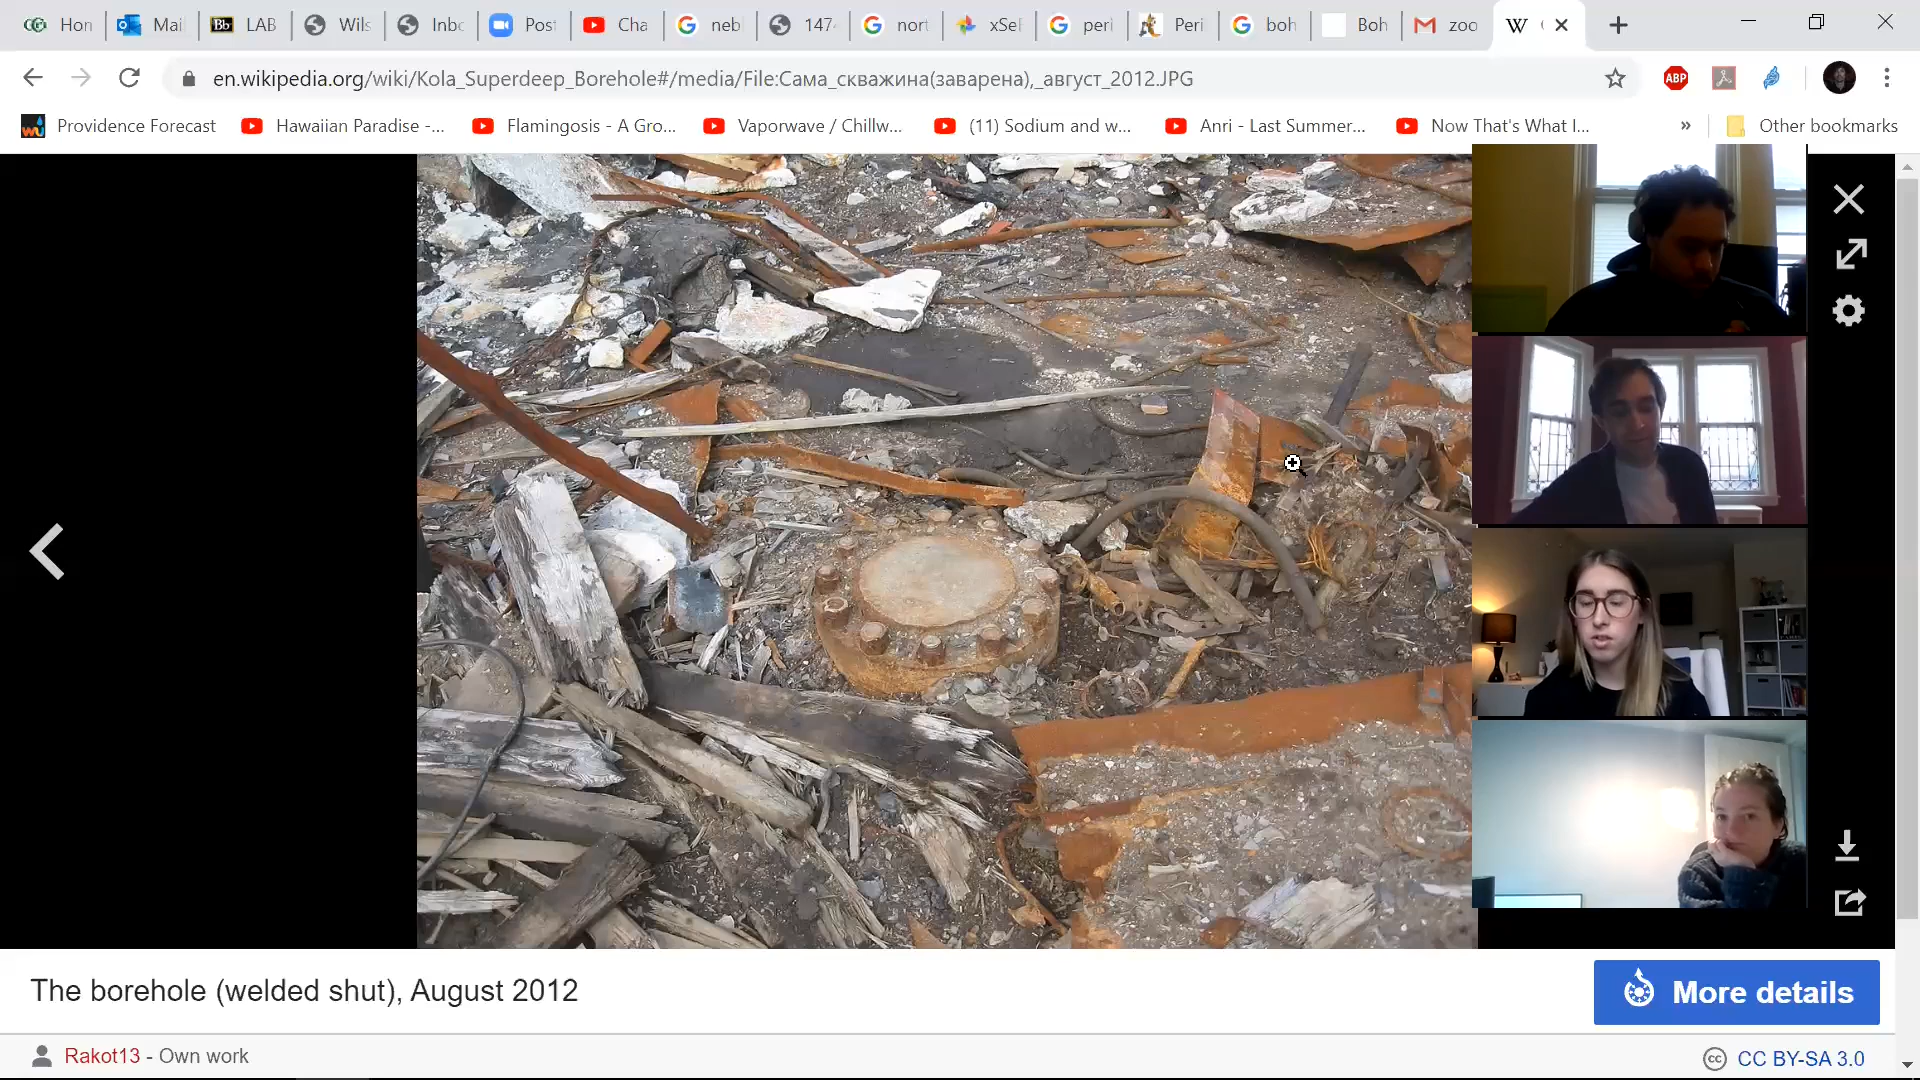 Hon
Mai
LAB
Wils
Inbc
Post
Cha
nebl
147
nort
xSeF
peri
Peri
boh
Boh
zoo
en.wikipedia.org/wiki/Kola_Superdeep_Borehole#/media/File:Сама_скважина(заварена),_август_2012.JPG
ABP
Providence Forecast
Hawaiian Paradise -...
Flamingosis - A Gro...
Vaporwave / Chillw...
(11) Sodium and w...
Anri - Last Summer...
Now That's What I...
»
Other bookmarks
The borehole (welded shut), August 2012
More details
Rakot13 - Own work
CC BY-SA 3.0